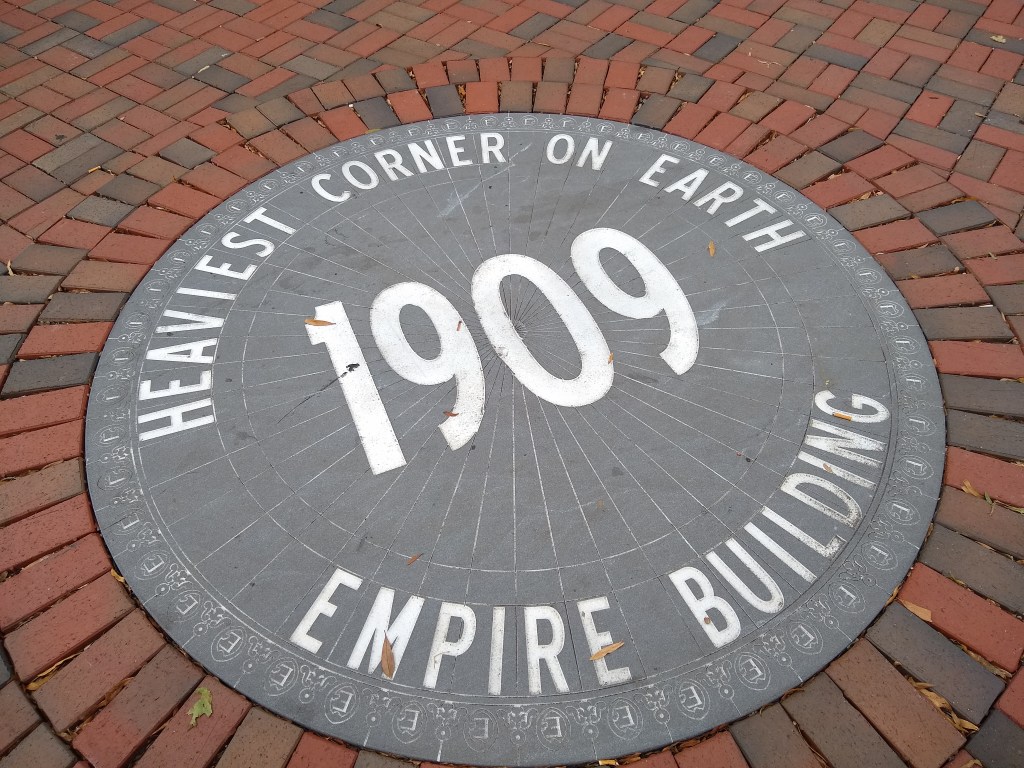 HEAVIEST CORNER ON EARTH
1909
EMPIRE BUILDING